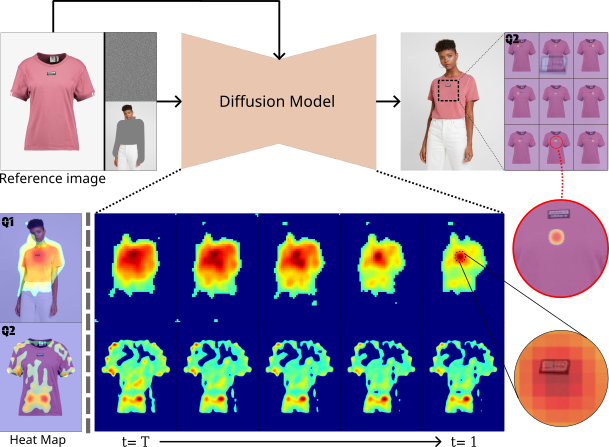 Q2
Diffusion Model
Reference image
Q1
Q2
Heat Map
t= T
t= 1